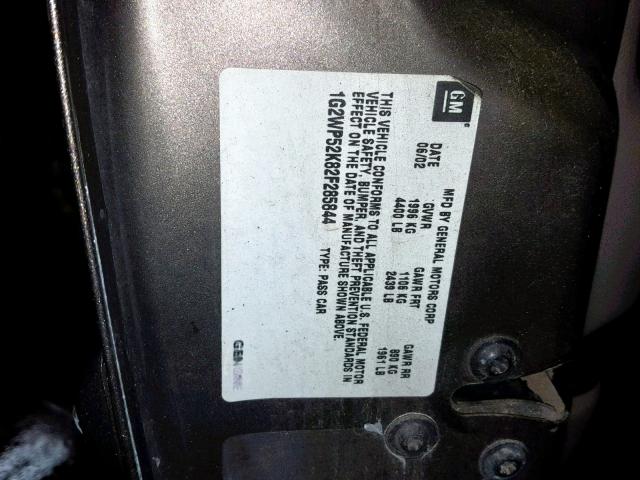 GM
MFD BY GENERAL MOTORS CORP
DATE GVWR GAWR FRT GAWR RR
06/02 1996 KG 1106 KG 890 KG
4400 LB 2439 LB 1961 LB
THIS VEHICLE CONFORMS TO ALL APPLICABLE U.S. FEDERAL MOTOR
VEHICLE SAFETY, BUMPER, AND THEFT PREVENTION STANDARDS IN
EFFECT ON THE DATE OF MANUFACTURE SHOWN ABOVE.
1G2WP52K82F285844 TYPE: PASS CAR